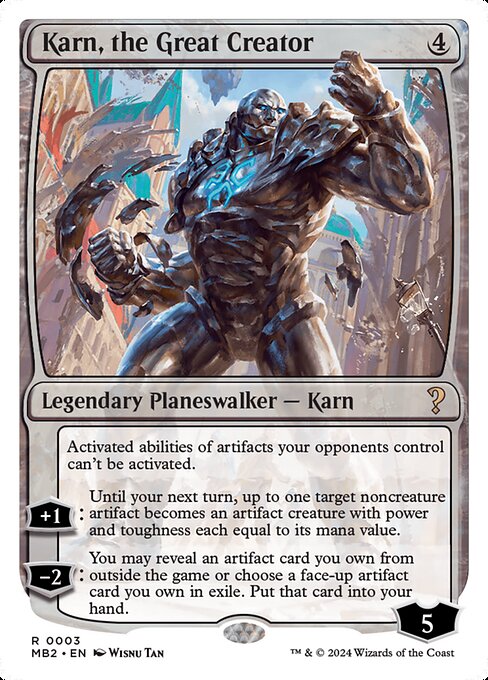 Karn, the Great Creator 4
Legendary Planeswalker — Karn
Activated abilities of artifacts your opponents control
can't be activated.
Until your next turn, up to one target noncreature
+1: artifact becomes an artifact creature with power
and toughness each equal to its mana value.
You may reveal an artifact card you own from
−2: outside the game or choose a face-up artifact
card you own in exile. Put that card into your
hand.
5
R 0003
MB2 • EN Wisnu Tan
™ & © 2024 Wizards of the Coast